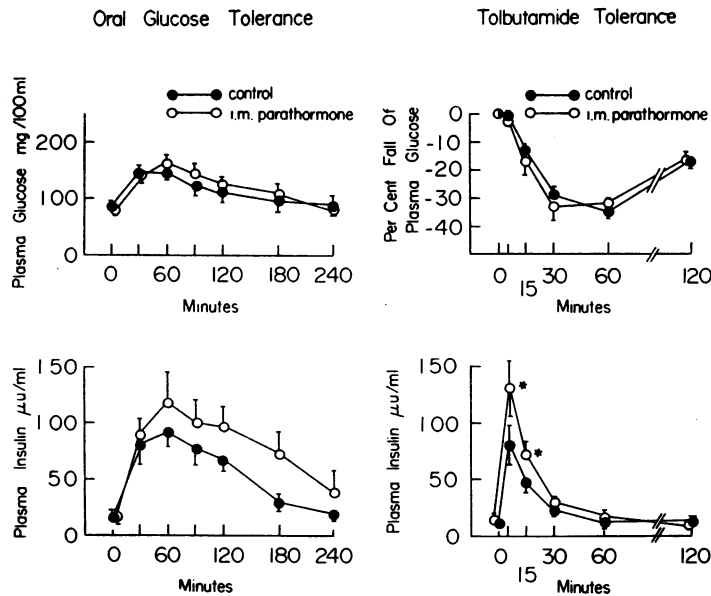 Oral Glucose Tolerance
control
i.m. parathormone
Plasma Glucose mg/100ml
200
100
0
0 60 120 180 240
Minutes
Tolbutamide Tolerance
control
i.m. parathormone
Per Cent Fall Of
Plasma Glucose
0
-10
-20
-30
-40
0 30 60 120
15
Minutes
Plasma Insulin μu/ml
150
100
50
0
0 60 120 180 240
Minutes
Plasma Insulin μu/ml
150
100
50
0
*
*
0 30 60 120
15
Minutes